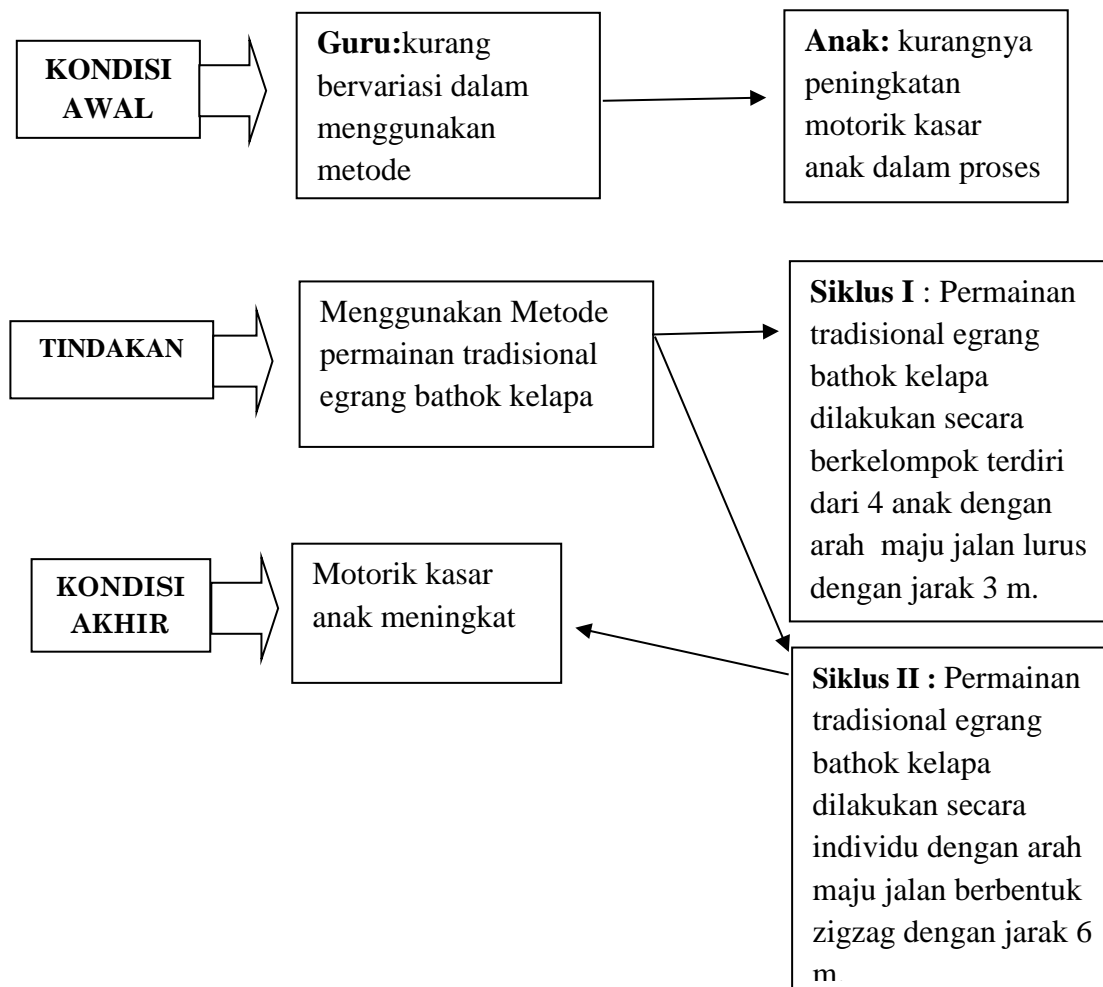 KONDISI
AWAL
Guru:kurang
bervariasi dalam
menggunakan
metode
Anak: kurangnya
peningkatan
motorik kasar
anak dalam proses
TINDAKAN
Menggunakan Metode
permainan tradisional
egrang bathok kelapa
Siklus I : Permainan
tradisional egrang
bathok kelapa
dilakukan secara
berkelompok terdiri
dari 4 anak dengan
arah maju jalan lurus
dengan jarak 3 m.
KONDISI
AKHIR
Motorik kasar
anak meningkat
Siklus II : Permainan
tradisional egrang
bathok kelapa
dilakukan secara
individu dengan arah
maju jalan berbentuk
zigzag dengan jarak 6
m.